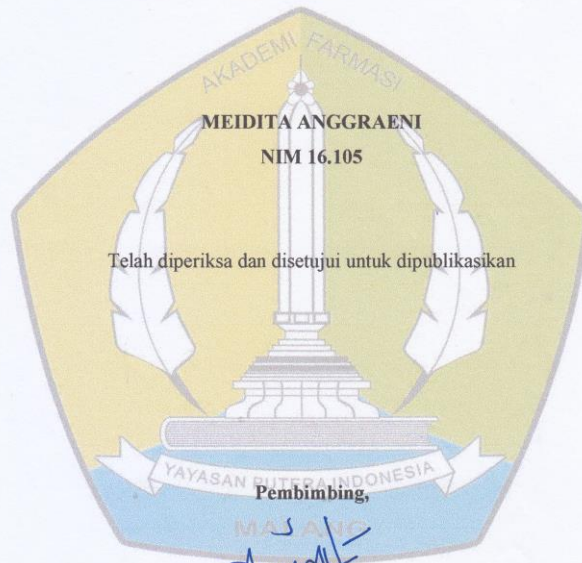 AKADEMI FARMASI
MEIDITA ANGGRAENI
NIM 16.105
Telah diperiksa dan disetujui untuk dipublikasikan
YAYASAN PUTERA INDONESIA
Pembimbing,
MALANG